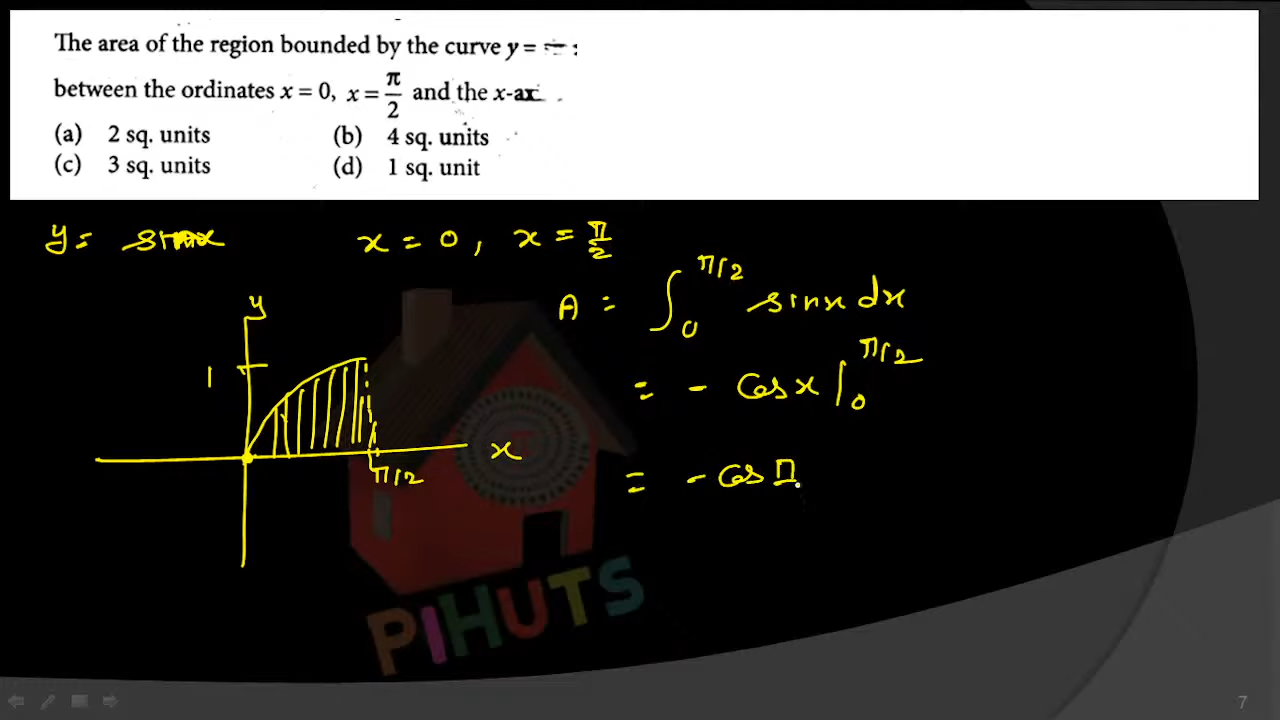 The area of the region bounded by the curve y =
between the ordinates x = 0, x = π/2 and the x-ax
(a) 2 sq. units (b) 4 sq. units
(c) 3 sq. units (d) 1 sq. unit
y = sinx x = 0, x = π/2
y
1
x
π/2
A = ∫₀^π/2 sinx dx
= - cosx |₀^π/2
= - cos π
PIHUTS
7